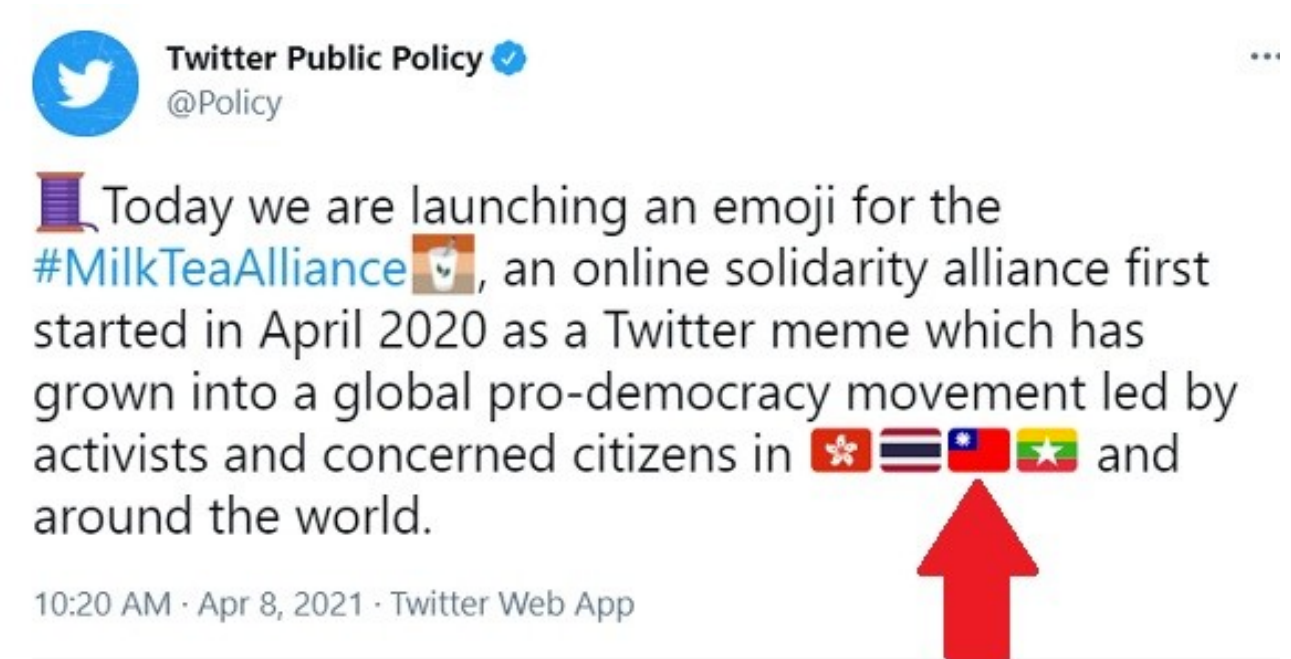 Twitter Public Policy
@Policy
🧵Today we are launching an emoji for the
#MilkTeaAlliance, an online solidarity alliance first
started in April 2020 as a Twitter meme which has
grown into a global pro-democracy movement led by
activists and concerned citizens in 🇭🇰🇹🇭🇹🇼🇲🇲 and
around the world.
10:20 AM · Apr 8, 2021 · Twitter Web App